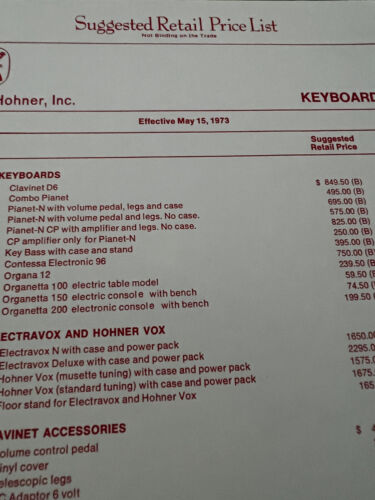 Suggested Retail Price List
Not Binding on the Trade
Hohner, Inc.
KEYBOARD
Effective May 15, 1973
Suggested
Retail Price
KEYBOARDS
Clavinet D6 $ 849.50 (B)
Combo Pianet 495.00 (B)
Pianet-N with volume pedal, legs and case 695.00 (B)
Pianet-N with volume pedal and legs. No case. 575.00 (B)
Pianet-N CP with amplifier and legs. No case. 825.00 (B)
CP amplifier only for Pianet-N 250.00 (B)
Key Bass with case and stand 395.00 (B)
Contessa Electronic 96 750.00 (B)
Organa 12 239.50 (B
Organetta 100 electric table model 59.50 (B
Organetta 150 electric console with bench 74.50 (
Organetta 200 electronic console with bench 199.50 (
ECTRAVOX AND HOHNER VOX
Electravox N with case and power pack 1650.0
Electravox Deluxe with case and power pack 2295.0
Hohner Vox (musette tuning) with case and power pack 1575.
Hohner Vox (standard tuning) with case and power pack 1675.
Floor stand for Electravox and Hohner Vox 165.
AVINET ACCESSORIES
olume control pedal $
inyl cover
elescopic legs
C Adaptor 6 volt